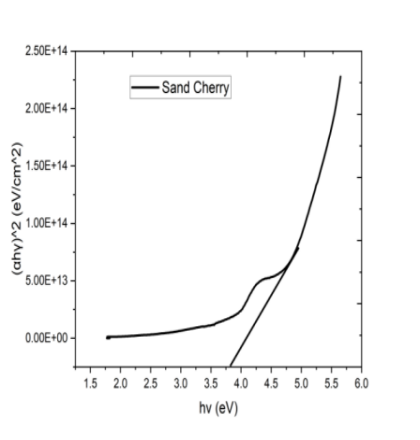 2.50E+14
Sand Cherry
2.00E+14
1.50E+14
1.00E+14
5.00E+13
0.00E+00
(αhγ)^2 (eV/cm^2)
1.5 2.0 2.5 3.0 3.5 4.0 4.5 5.0 5.5 6.0
hν (eV)